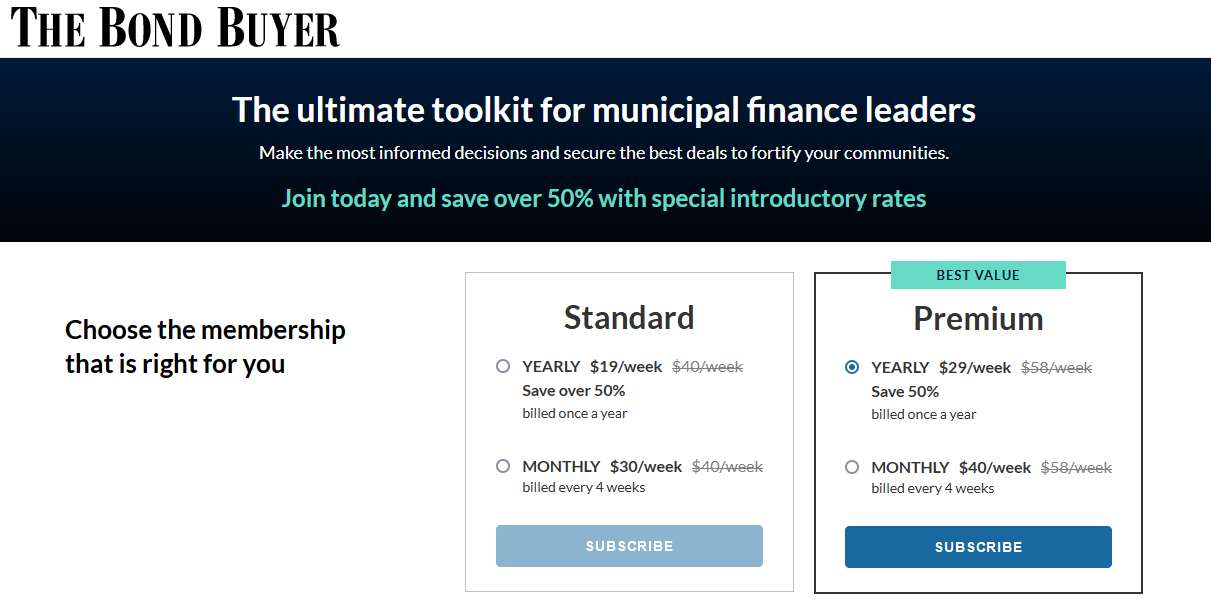 THE BOND BUYER
The ultimate toolkit for municipal finance leaders
Make the most informed decisions and secure the best deals to fortify your communities.
Join today and save over 50% with special introductory rates
Choose the membership
that is right for you
Standard
YEARLY $19/week $40/week
Save over 50%
billed once a year
MONTHLY $30/week $40/week
billed every 4 weeks
SUBSCRIBE
BEST VALUE
Premium
YEARLY $29/week $58/week
Save 50%
billed once a year
MONTHLY $40/week $58/week
billed every 4 weeks
SUBSCRIBE